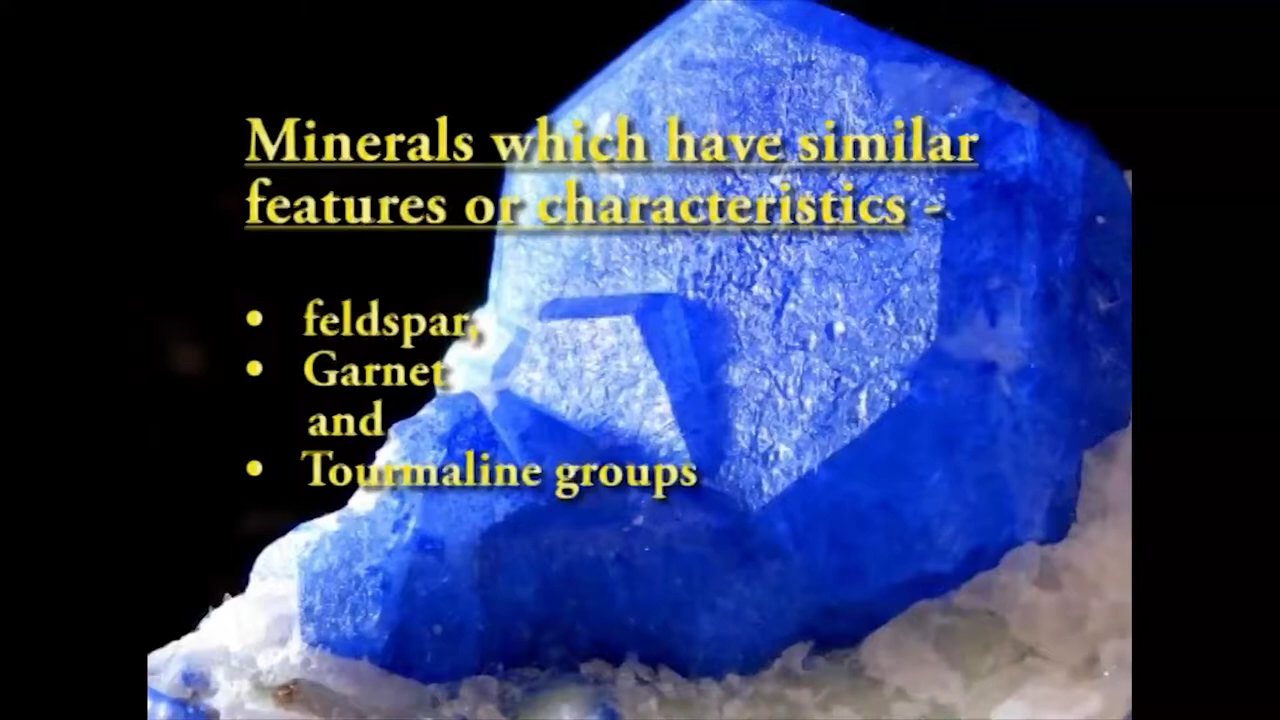 Minerals which have similar
features or characteristics -
• feldspar,
• Garnet
and
• Tourmaline groups